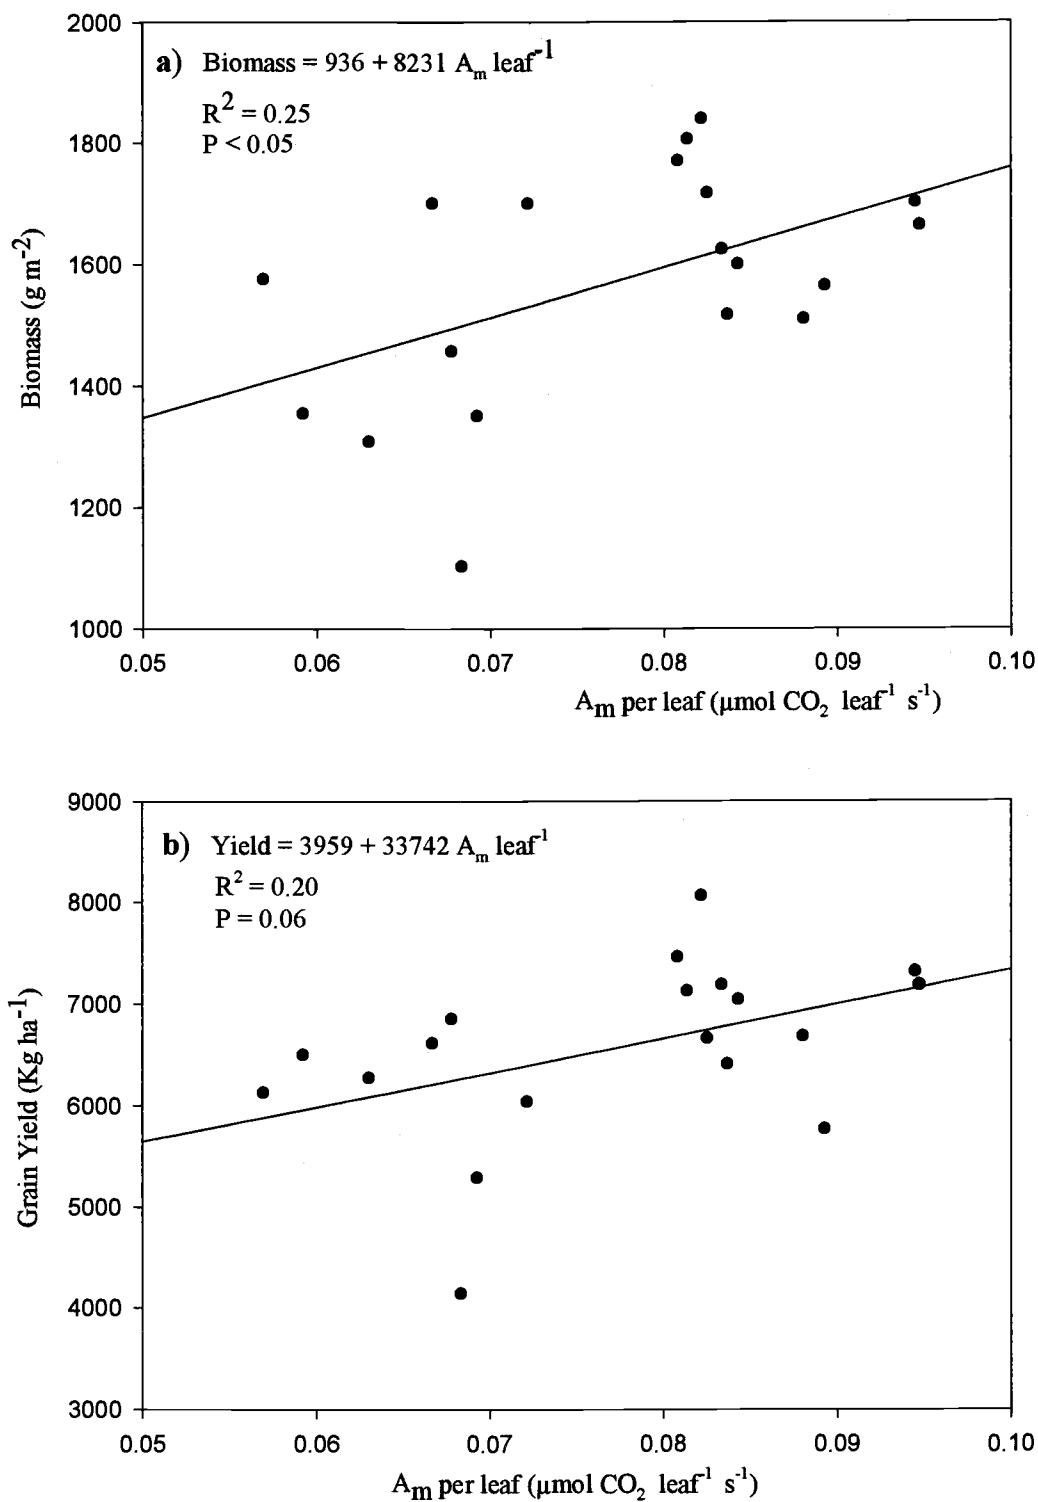 2000
a) Biomass = 936 + 8231 Aₘ leaf⁻¹
R² = 0.25
P < 0.05
1800
1600
1400
1200
1000
Biomass (g m⁻²)
0.05 0.06 0.07 0.08 0.09 0.10
Aₘ per leaf (µmol CO₂ leaf⁻¹ s⁻¹)
9000
b) Yield = 3959 + 33742 Aₘ leaf⁻¹
R² = 0.20
P = 0.06
8000
7000
6000
5000
4000
3000
Grain Yield (Kg ha⁻¹)
0.05 0.06 0.07 0.08 0.09 0.10
Aₘ per leaf (µmol CO₂ leaf⁻¹ s⁻¹)